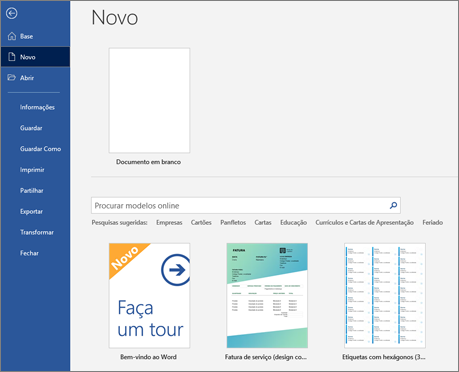 Novo
Base
Novo
Abrir
Informações
Guardar
Guardar Como
Imprimir
Partilhar
Exportar
Transformar
Fechar
Documento em branco
Procurar modelos online
Pesquisas sugeridas: Empresas Cartões Panfletos Cartas Educação Currículos e Cartas de Apresentação Feriado
Novo
Faça
um tour
FATURA
Bem-vindo ao Word
Fatura de serviço (design co...
Etiquetas com hexágonos (3...